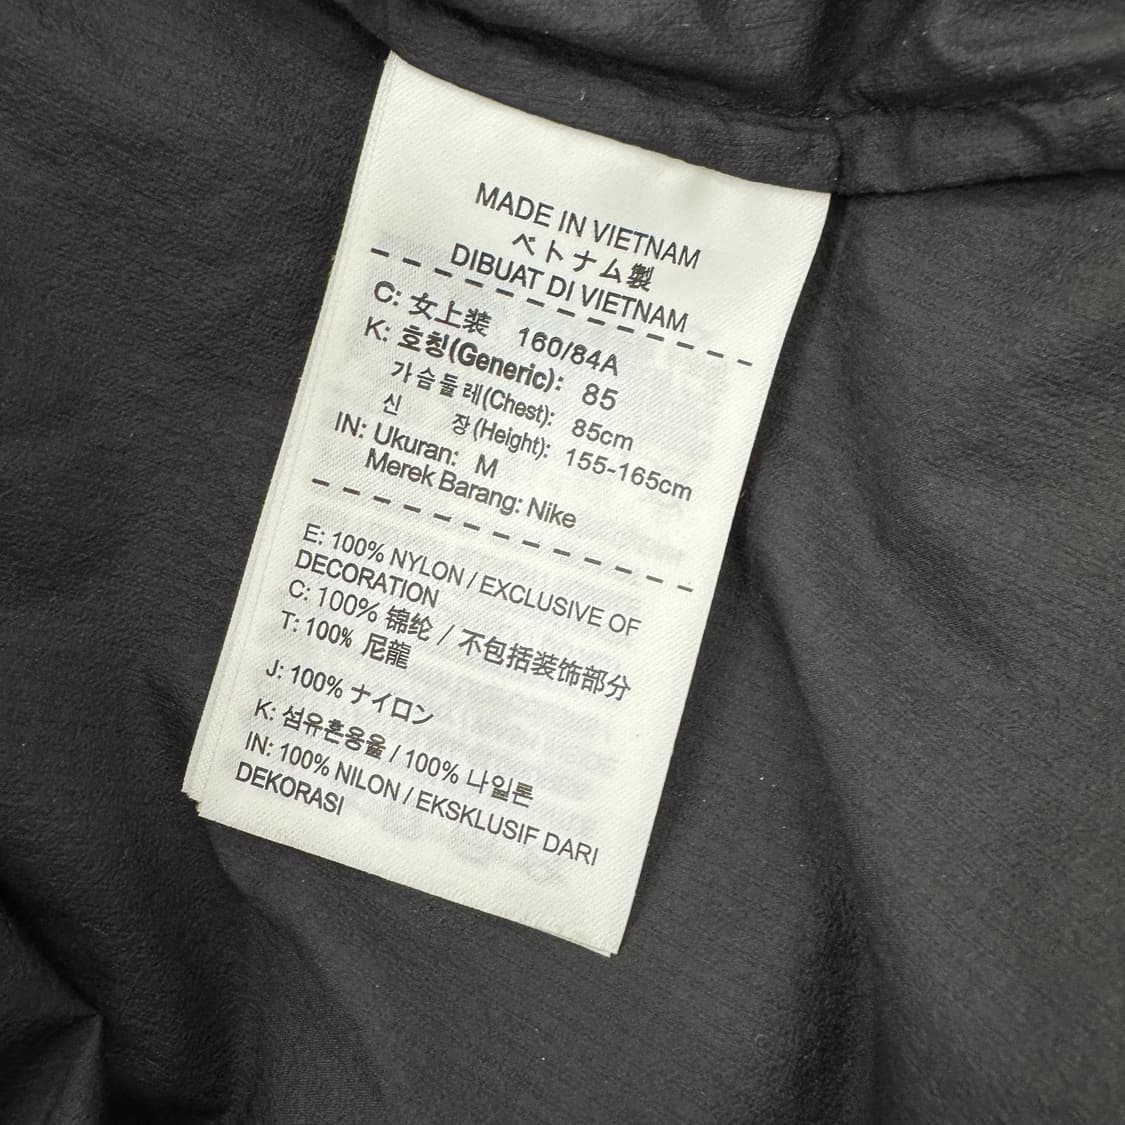 MADE IN VIETNAM
ベトナム製
DIBUAT DI VIETNAM
C: 女上装 160/84A
K: 호칭(Generic): 85
가슴둘레(Chest): 85cm
신 장(Height): 155-165cm
IN: Ukuran: M
Merek Barang: Nike
E: 100% NYLON / EXCLUSIVE OF
DECORATION
C: 100% 锦纶 / 不包括装饰部分
T: 100% 尼龍
J: 100% ナイロン
K: 섬유혼용율 / 100% 나일론
IN: 100% NILON / EKSKLUSIF DARI
DEKORASI